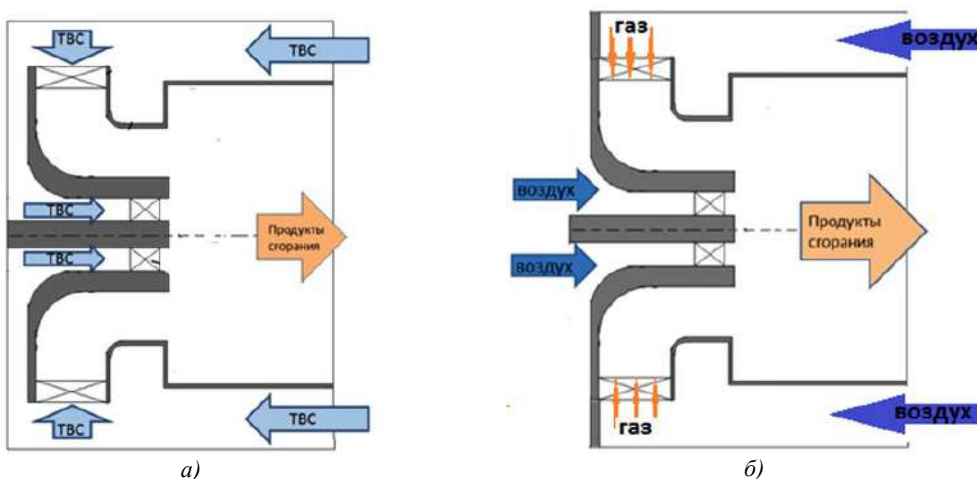 ТВС
ТВС
ТВС
ТВС
Продукты
сгорания
ТВС
ТВС
а)
газ
воздух
воздух
воздух
Продукты
сгорания
газ
воздух
б)